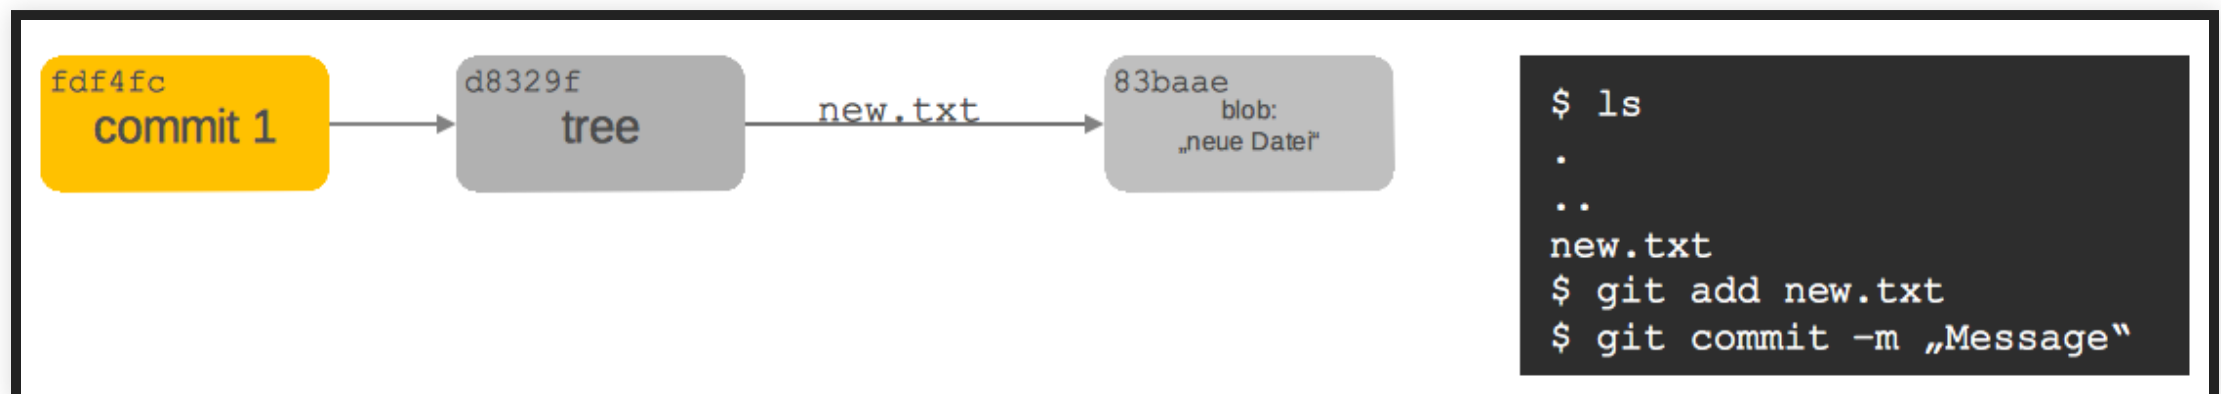 fdf4fc
commit 1
d8329f
tree
new.txt
83baae
blob:
„neue Datei“
$ ls
.
..
new.txt
$ git add new.txt
$ git commit –m „Message“